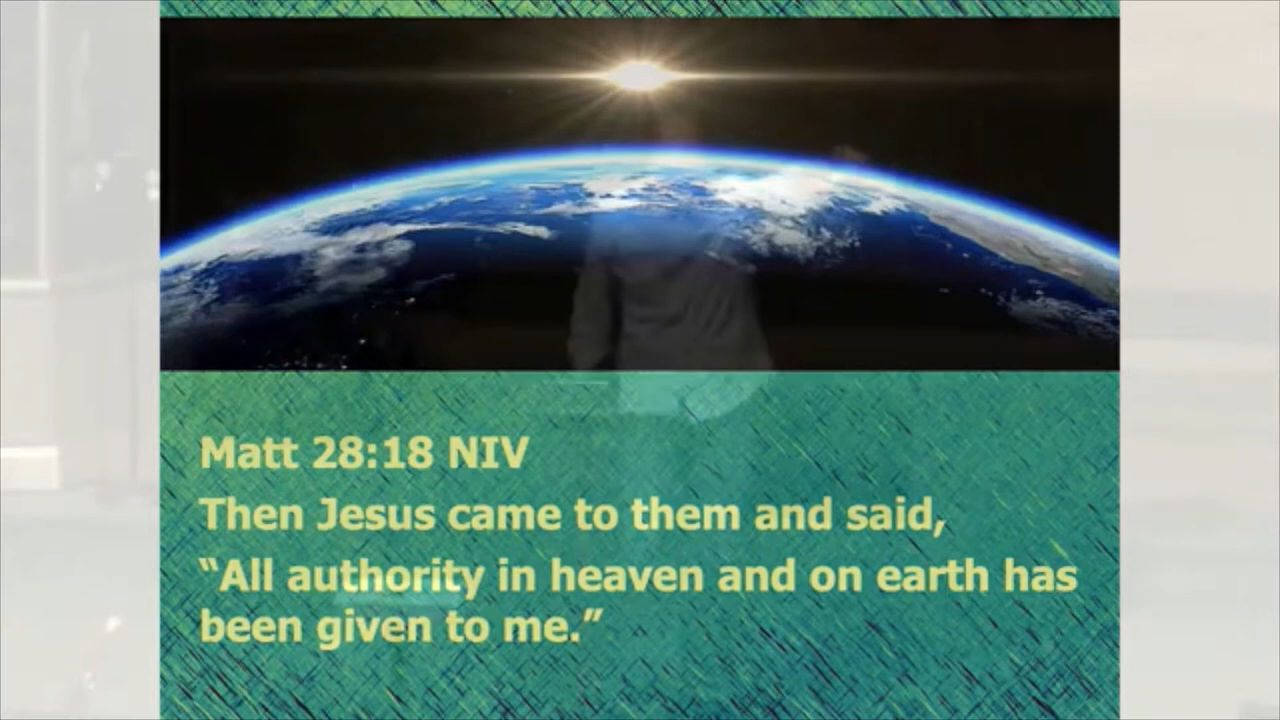 Matt 28:18 NIV
Then Jesus came to them and said,
“All authority in heaven and on earth has
been given to me.”